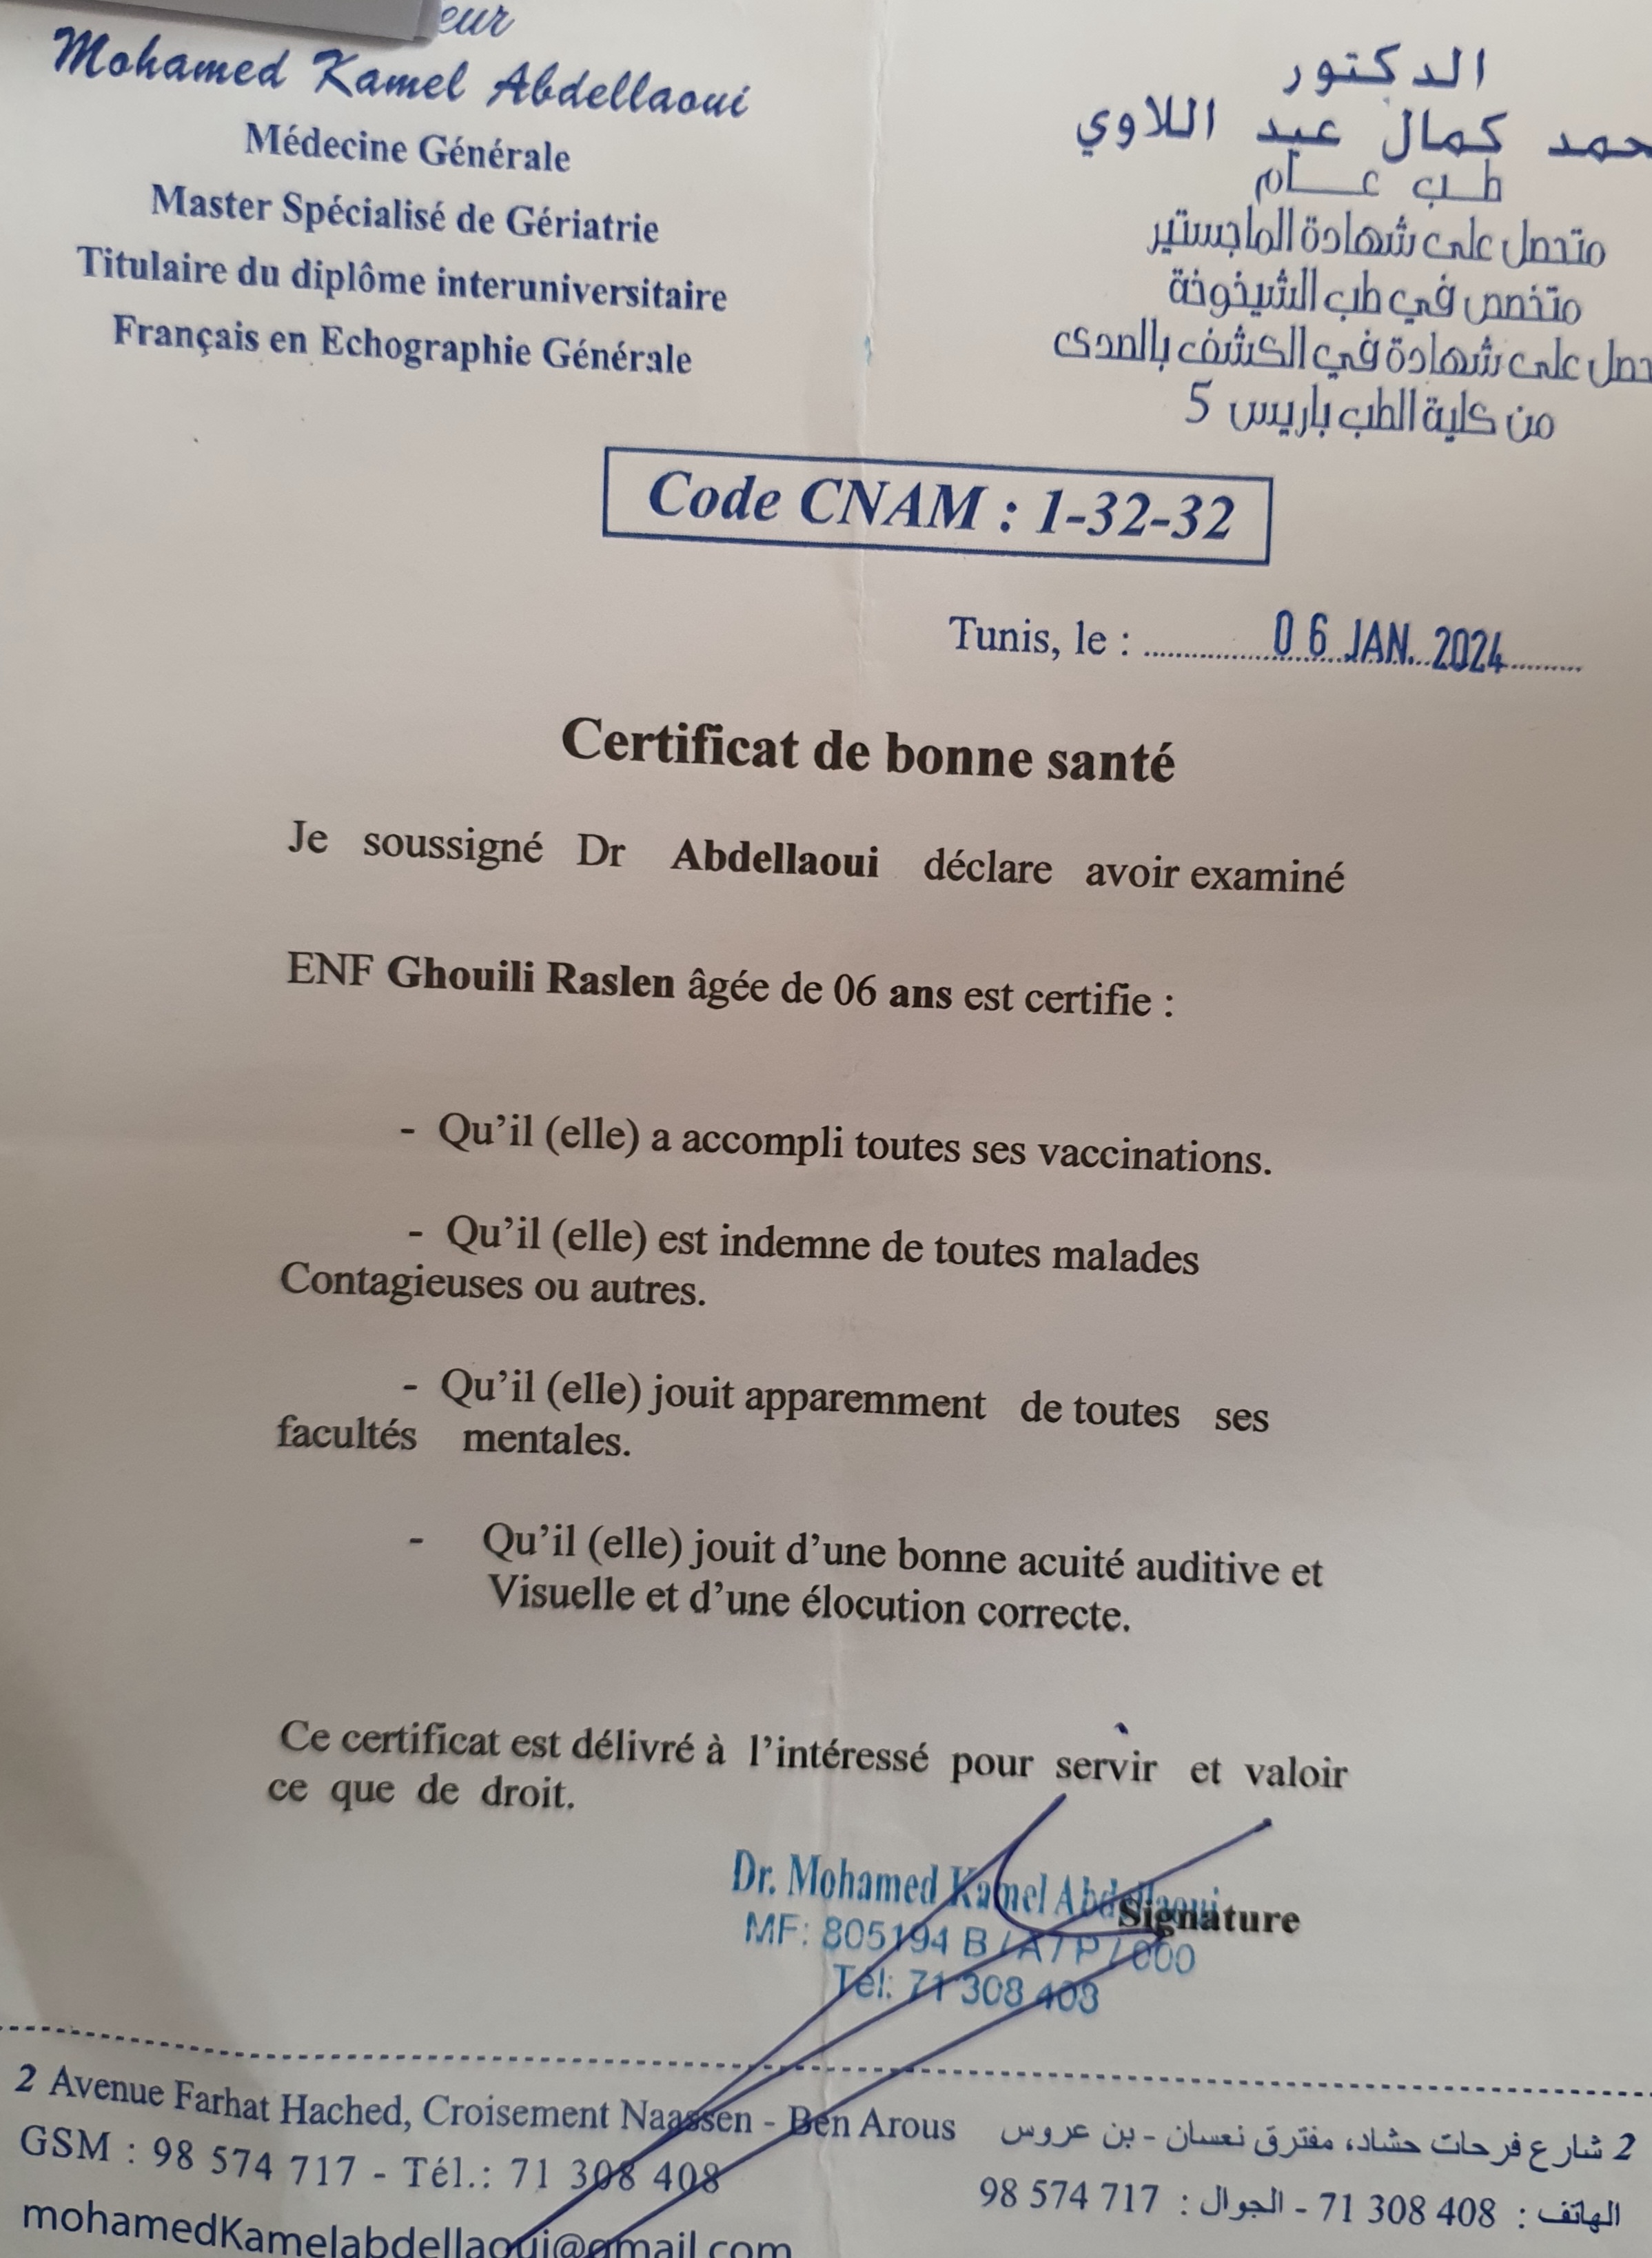 eur
Mohamed Kamel Abdellaoui
Médecine Générale
Master Spécialisé de Gériatrie
Titulaire du diplôme interuniversitaire
Français en Echographie Générale
الدكتور
حمد كمال عبد اللاوي
طب عام
متحصل على شهادة الماجستير
متخصص في طب الشيخوخة
حصل على شهادة في الكشف بالصدى
من كلية الطب باريس 5
Code CNAM : 1-32-32
Tunis, le : 06 JAN. 2024
Certificat de bonne santé
Je soussigné Dr Abdellaoui déclare avoir examiné
ENF Ghouili Raslen âgée de 06 ans est certifie :
- Qu’il (elle) a accompli toutes ses vaccinations.
- Qu’il (elle) est indemne de toutes malades
Contagieuses ou autres.
- Qu’il (elle) jouit apparemment de toutes ses
facultés mentales.
- Qu’il (elle) jouit d’une bonne acuité auditive et
Visuelle et d’une élocution correcte.
Ce certificat est délivré à l’intéressé pour servir et valoir
ce que de droit.
Dr. Mohamed Kamel Abdellaoui
Signature
MF: 805194 B / A / P / 000
Tél: 71 308 408
2 Avenue Farhat Hached, Croisement Naassen - Ben Arous
2 شارع فرحات حشاد، مفترق نعسان - بن عروس
GSM : 98 574 717 - Tél.: 71 308 408
الهاتف : 408 308 71 - الجوال : 717 574 98
mohamedKamelabdellaoui@gmail.com